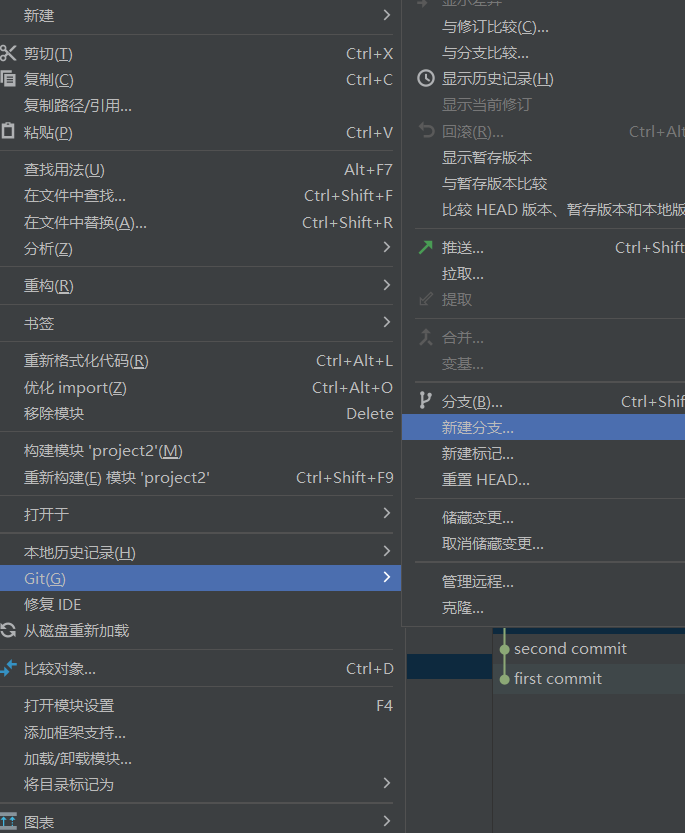 新建
剪切(T) Ctrl+X
复制(C) Ctrl+C
复制路径/引用...
粘贴(P) Ctrl+V
查找用法(U) Alt+F7
在文件中查找... Ctrl+Shift+F
在文件中替换(A)... Ctrl+Shift+R
分析(Z)
重构(R)
书签
重新格式化代码(R) Ctrl+Alt+L
优化 import(Z) Ctrl+Alt+O
移除模块 Delete
构建模块 'project2'(M)
重新构建(E) 模块 'project2' Ctrl+Shift+F9
打开于
本地历史记录(H)
Git(G)
修复 IDE
从磁盘重新加载
比较对象... Ctrl+D
打开模块设置 F4
添加框架支持...
加载/卸载模块...
将目录标记为
图表
显示差异
与修订比较(C)...
与分支比较...
显示历史记录(H)
显示当前修订
回滚(R)... Ctrl+Alt
显示暂存版本
与暂存版本比较
比较 HEAD 版本、暂存版本和本地版
推送... Ctrl+Shift
拉取...
提取
合并...
变基...
分支(B)... Ctrl+Shif
新建分支...
新建标记...
重置 HEAD...
储藏变更...
取消储藏变更...
管理远程...
克隆...
second commit
first commit